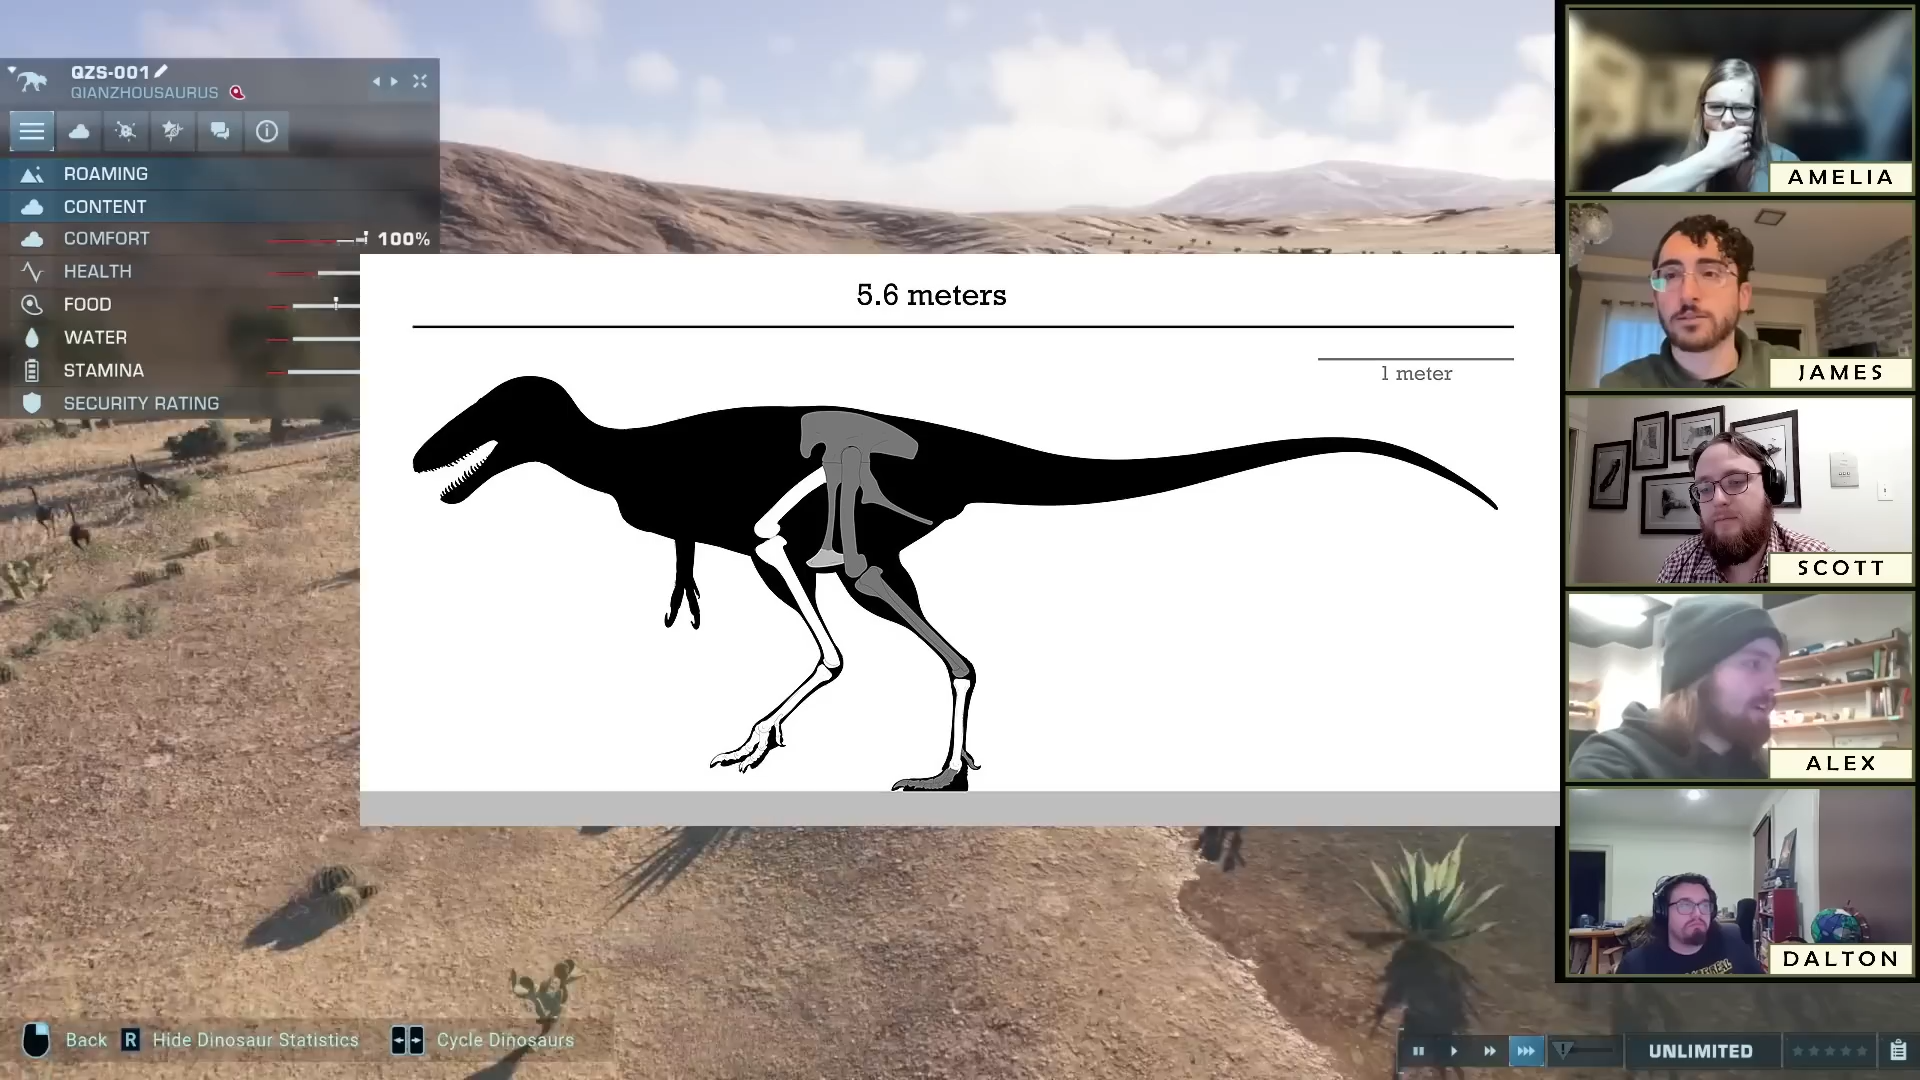 QZS-001
QIANZHOUSAURUS
ROAMING
CONTENT
COMFORT
100%
HEALTH
FOOD
WATER
STAMINA
SECURITY RATING
5.6 meters
1 meter
AMELIA
JAMES
SCOTT
ALEX
DALTON
Back
R
Hide Dinosaur Statistics
Cycle Dinosaurs
UNLIMITED